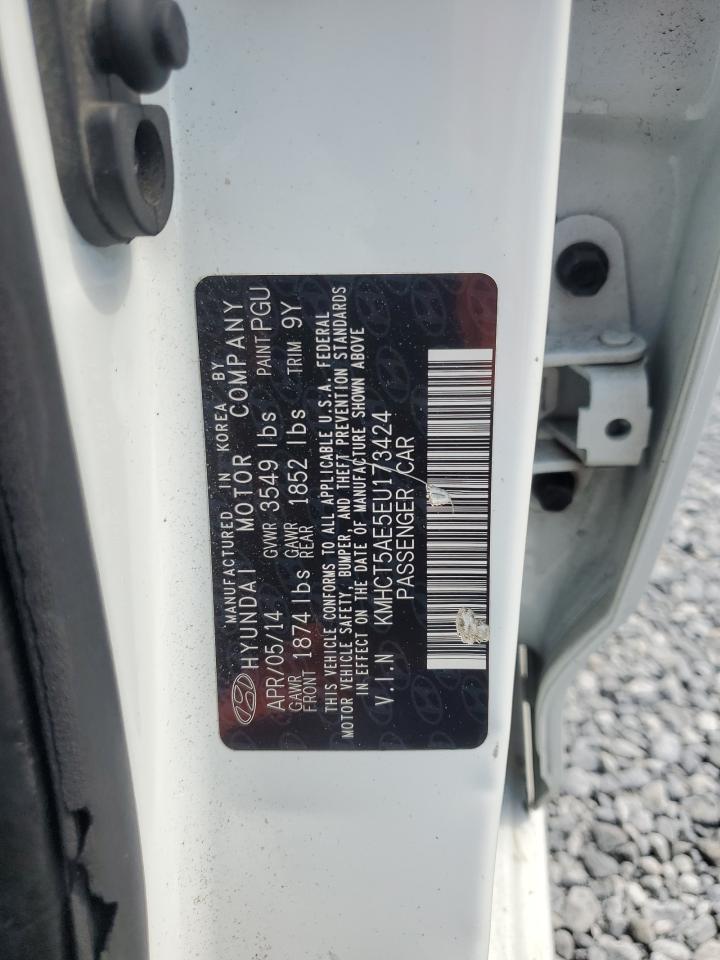 MANUFACTURED IN KOREA BY
HYUNDAI MOTOR COMPANY
APR/05/14 GVWR 3549 lbs PAINT PGU
GAWR FRONT 1874 lbs GAWR REAR 1852 lbs TRIM 9Y
THIS VEHICLE CONFORMS TO ALL APPLICABLE U.S.A. FEDERAL
MOTOR VEHICLE SAFETY, BUMPER, AND THEFT PREVENTION STANDARDS
IN EFFECT ON THE DATE OF MANUFACTURE SHOWN ABOVE
V.I.N KMHCT5AE5EU173424
PASSENGER CAR